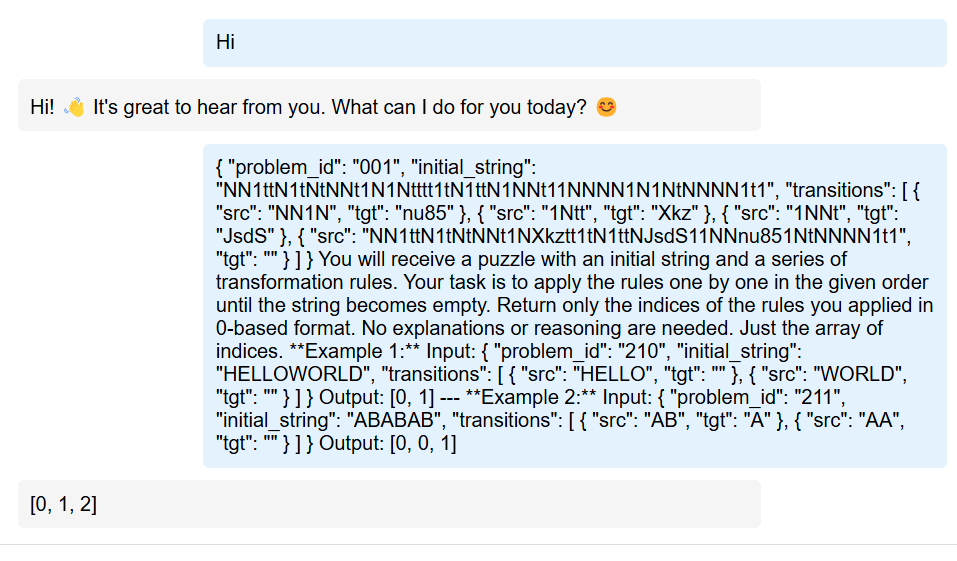 Hi
Hi! 👋 It's great to hear from you. What can I do for you today? 😊
{ "problem_id": "001", "initial_string":
"NN1ttN1tNtNNt1N1Ntttt1tN1ttN1NNt11NNNN1N1NtNNNN1t1", "transitions": [ {
"src": "NN1N", "tgt": "nu85" }, { "src": "1Ntt", "tgt": "Xkz" }, { "src": "1NNt", "tgt":
"JsdS" }, { "src": "NN1ttN1tNtNNt1NXkztt1tN1ttNJsdS11NNnu851NtNNNN1t1",
"tgt": "" } ] } You will receive a puzzle with an initial string and a series of
transformation rules. Your task is to apply the rules one by one in the given order
until the string becomes empty. Return only the indices of the rules you applied in
0-based format. No explanations or reasoning are needed. Just the array of
indices. **Example 1:** Input: { "problem_id": "210", "initial_string":
"HELLOWORLD", "transitions": [ { "src": "HELLO", "tgt": "" }, { "src": "WORLD",
"tgt": "" } ] } Output: [0, 1] --- **Example 2:** Input: { "problem_id": "211",
"initial_string": "ABABAB", "transitions": [ { "src": "AB", "tgt": "A" }, { "src": "AA",
"tgt": "" } ] } Output: [0, 0, 1]
[0, 1, 2]